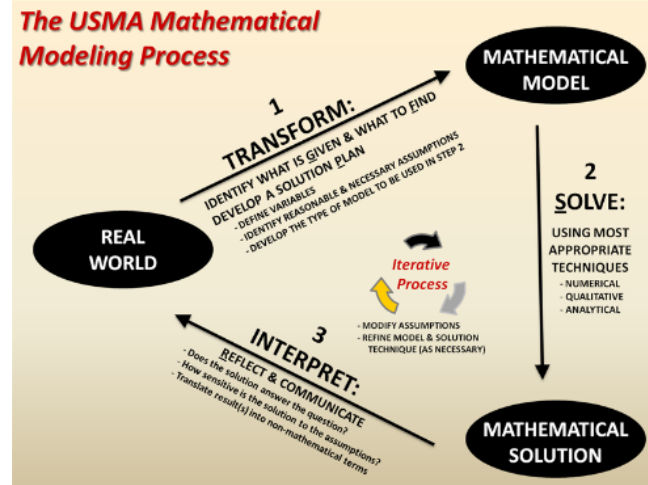 The USMA Mathematical
Modeling Process
MATHEMATICAL
MODEL
1
TRANSFORM:
IDENTIFY WHAT IS GIVEN & WHAT TO FIND
DEVELOP A SOLUTION PLAN
- DEFINE VARIABLES
- IDENTIFY REASONABLE & NECESSARY ASSUMPTIONS
- DEVELOP THE TYPE OF MODEL TO BE USED IN STEP 2
2
SOLVE:
USING MOST
APPROPRIATE
TECHNIQUES
- NUMERICAL
- QUALITATIVE
- ANALYTICAL
REAL
WORLD
Iterative
Process
- MODIFY ASSUMPTIONS
- REFINE MODEL & SOLUTION
TECHNIQUE (AS NECESSARY)
3
INTERPRET:
REFLECT & COMMUNICATE
- Does the solution answer the question?
- How sensitive is the solution to the assumptions?
- Translate result(s) into non-mathematical terms
MATHEMATICAL
SOLUTION